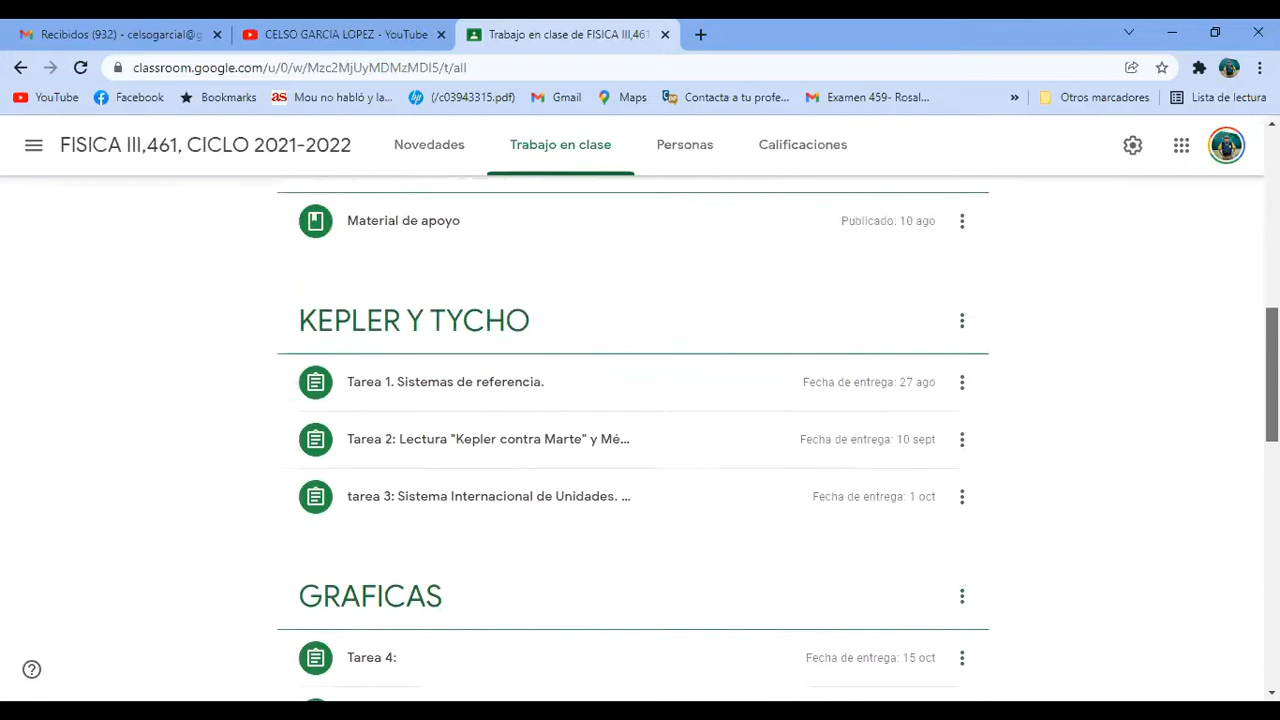 Recibidos (932) - celsogarcial@g
CELSO GARCIA LOPEZ - YouTube
Trabajo en clase de FISICA III,461
classroom.google.com/u/0/w/Mzc2MjUyMDMzMDI5/t/all
YouTube
Facebook
Bookmarks
Mou no habló y la...
(/c03943315.pdf)
Gmail
Maps
Contacta a tu profe...
Examen 459- Rosal...
»
Otros marcadores
Lista de lectura
FISICA III,461, CICLO 2021-2022
Novedades
Trabajo en clase
Personas
Calificaciones
Material de apoyo
Publicado: 10 ago
KEPLER Y TYCHO
Tarea 1. Sistemas de referencia.
Fecha de entrega: 27 ago
Tarea 2: Lectura "Kepler contra Marte" y Mé...
Fecha de entrega: 10 sept
tarea 3: Sistema Internacional de Unidades. ...
Fecha de entrega: 1 oct
GRAFICAS
Tarea 4:
Fecha de entrega: 15 oct